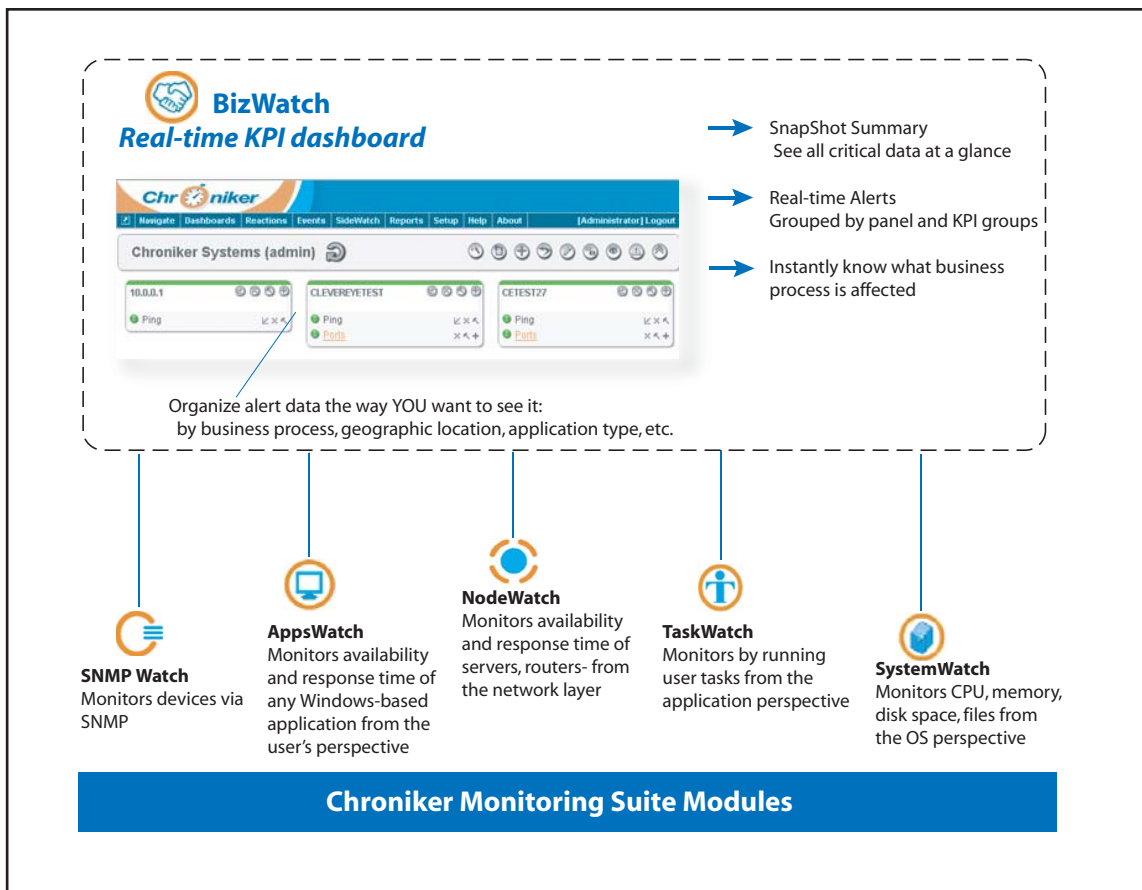 BizWatch
Real-time KPI dashboard
SnapShot Summary
See all critical data at a glance
Real-time Alerts
Grouped by panel and KPI groups
Instantly know what business
process is affected
Chroniker
Navigate Dashboards Reactions Events SideWatch Reports Setup Help About [Administrator] Logout
Chroniker Systems (admin)
10.0.0.1
Ping
CLEVEREYETEST
Ping
Ports
CETEST27
Ping
Ports
Organize alert data the way YOU want to see it:
by business process, geographic location, application type, etc.
SNMP Watch
Monitors devices via
SNMP
AppsWatch
Monitors availability
and response time of
any Windows-based
application from the
user's perspective
NodeWatch
Monitors availability
and response time of
servers, routers- from
the network layer
TaskWatch
Monitors by running
user tasks from the
application perspective
SystemWatch
Monitors CPU, memory,
disk space, files from
the OS perspective
Chroniker Monitoring Suite Modules